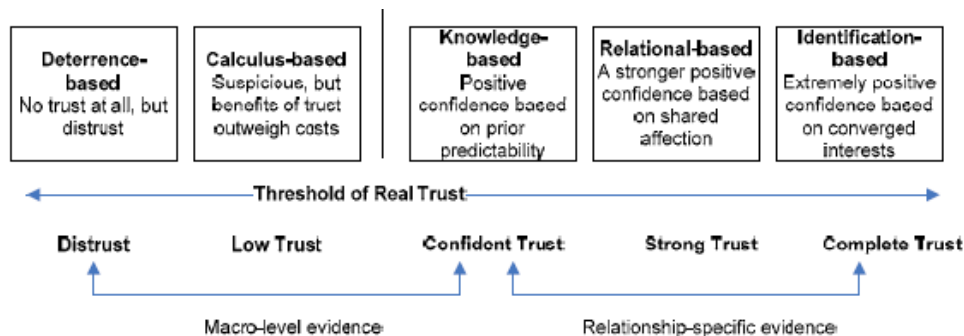 Deterrence-
based
No trust at all, but
distrust
Calculus-based
Suspicious, but
benefits of trust
outweigh costs
Knowledge-
based
Positive
confidence based
on prior
predictability
Relational-based
A stronger positive
confidence based
on shared
affection
Identification-
based
Extremely positive
confidence based
on converged
interests
Threshold of Real Trust
Distrust
Low Trust
Confident Trust
Strong Trust
Complete Trust
Macro-level evidence
Relationship-specific evidence